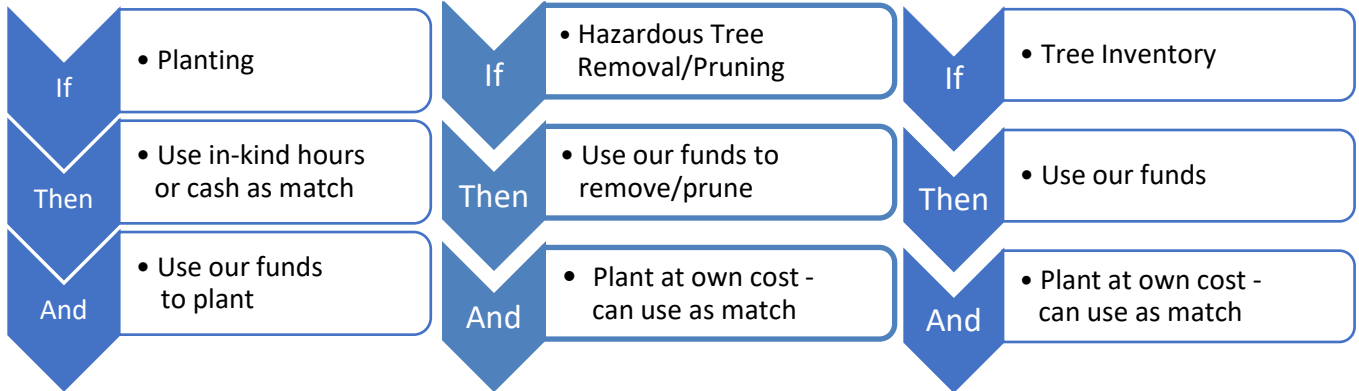 If
• Planting
Then
• Use in-kind hours
or cash as match
And
• Use our funds
to plant
If
• Hazardous Tree
Removal/Pruning
Then
• Use our funds to
remove/prune
And
• Plant at own cost -
can use as match
If
• Tree Inventory
Then
• Use our funds
And
• Plant at own cost -
can use as match